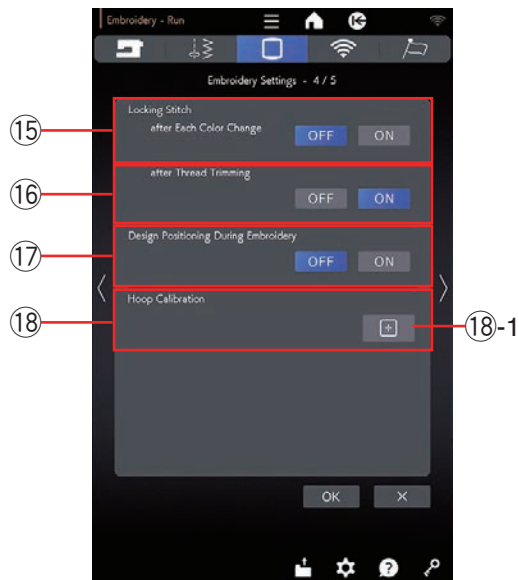 Embroidery - Run
Embroidery Settings - 4 / 5
Locking Stitch
⑮ after Each Color Change OFF ON
after Thread Trimming
⑯ OFF ON
Design Positioning During Embroidery
⑰ OFF ON
Hoop Calibration
⑱ ⑱-1
OK X